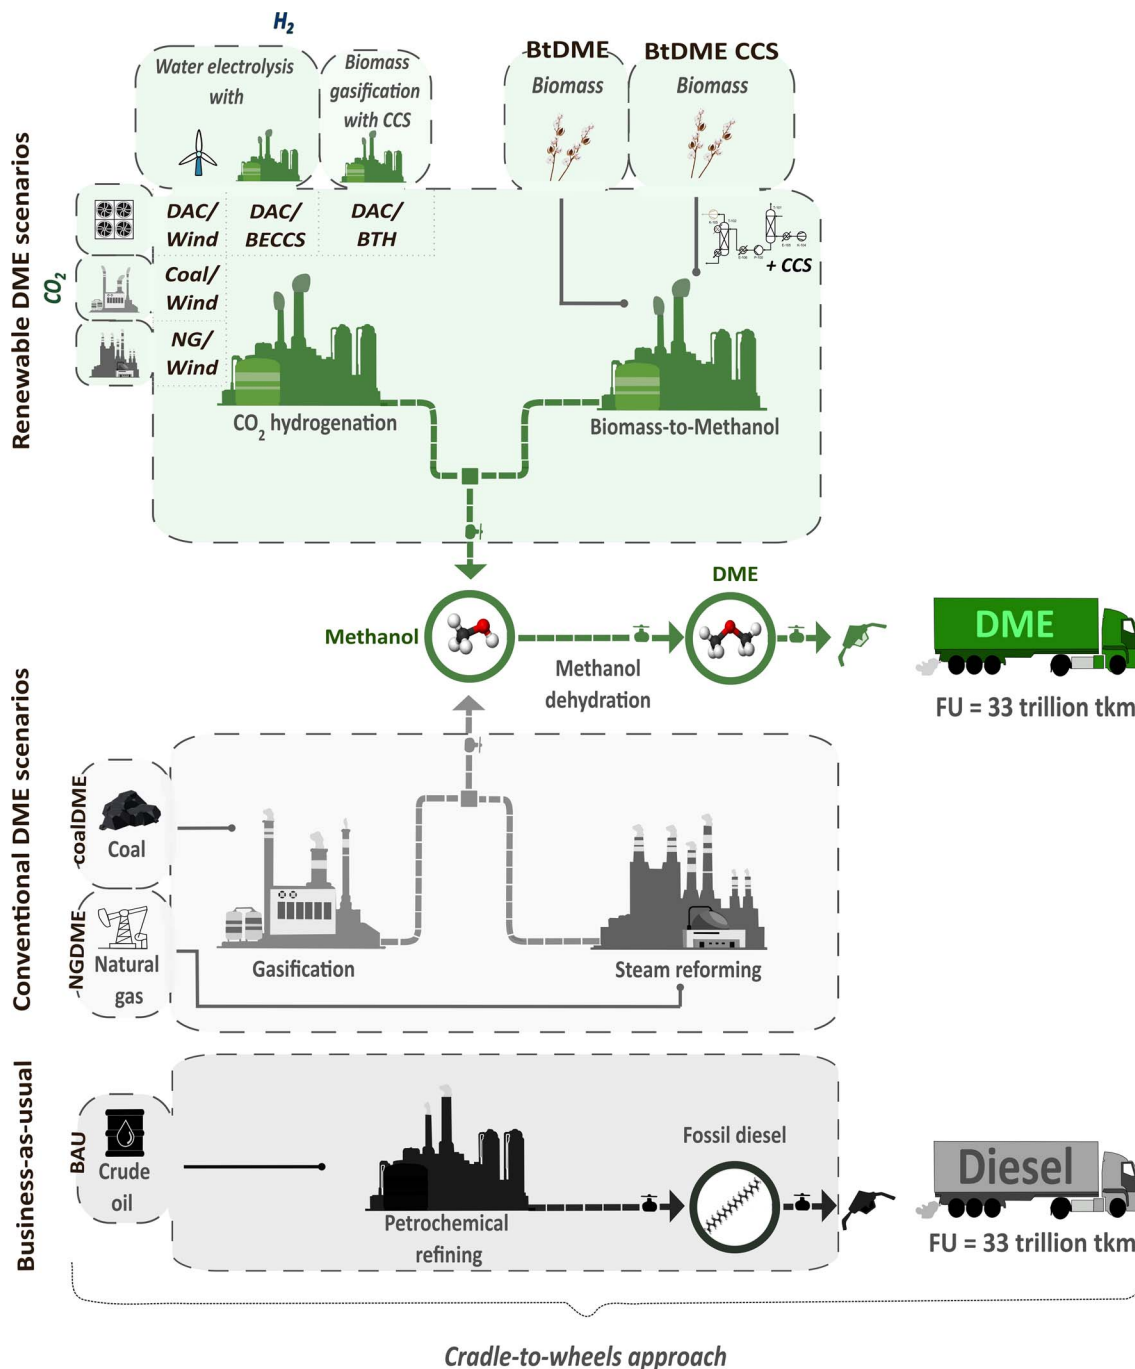 H2
Water electrolysis
with
Biomass
gasification
with CCS
BtDME
Biomass
BtDME CCS
Biomass
Renewable DME scenarios
CO2
DAC/
Wind
DAC/
BECCS
DAC/
BTH
Coal/
Wind
NG/
Wind
+ CCS
CO2 hydrogenation
Biomass-to-Methanol
Methanol
DME
Methanol
dehydration
DME
FU = 33 trillion tkm
Conventional DME scenarios
coalDME
Coal
NGDME
Natural
gas
Gasification
Steam reforming
Business-as-usual
BAU
Crude
oil
Petrochemical
refining
Fossil diesel
Diesel
FU = 33 trillion tkm
Cradle-to-wheels approach